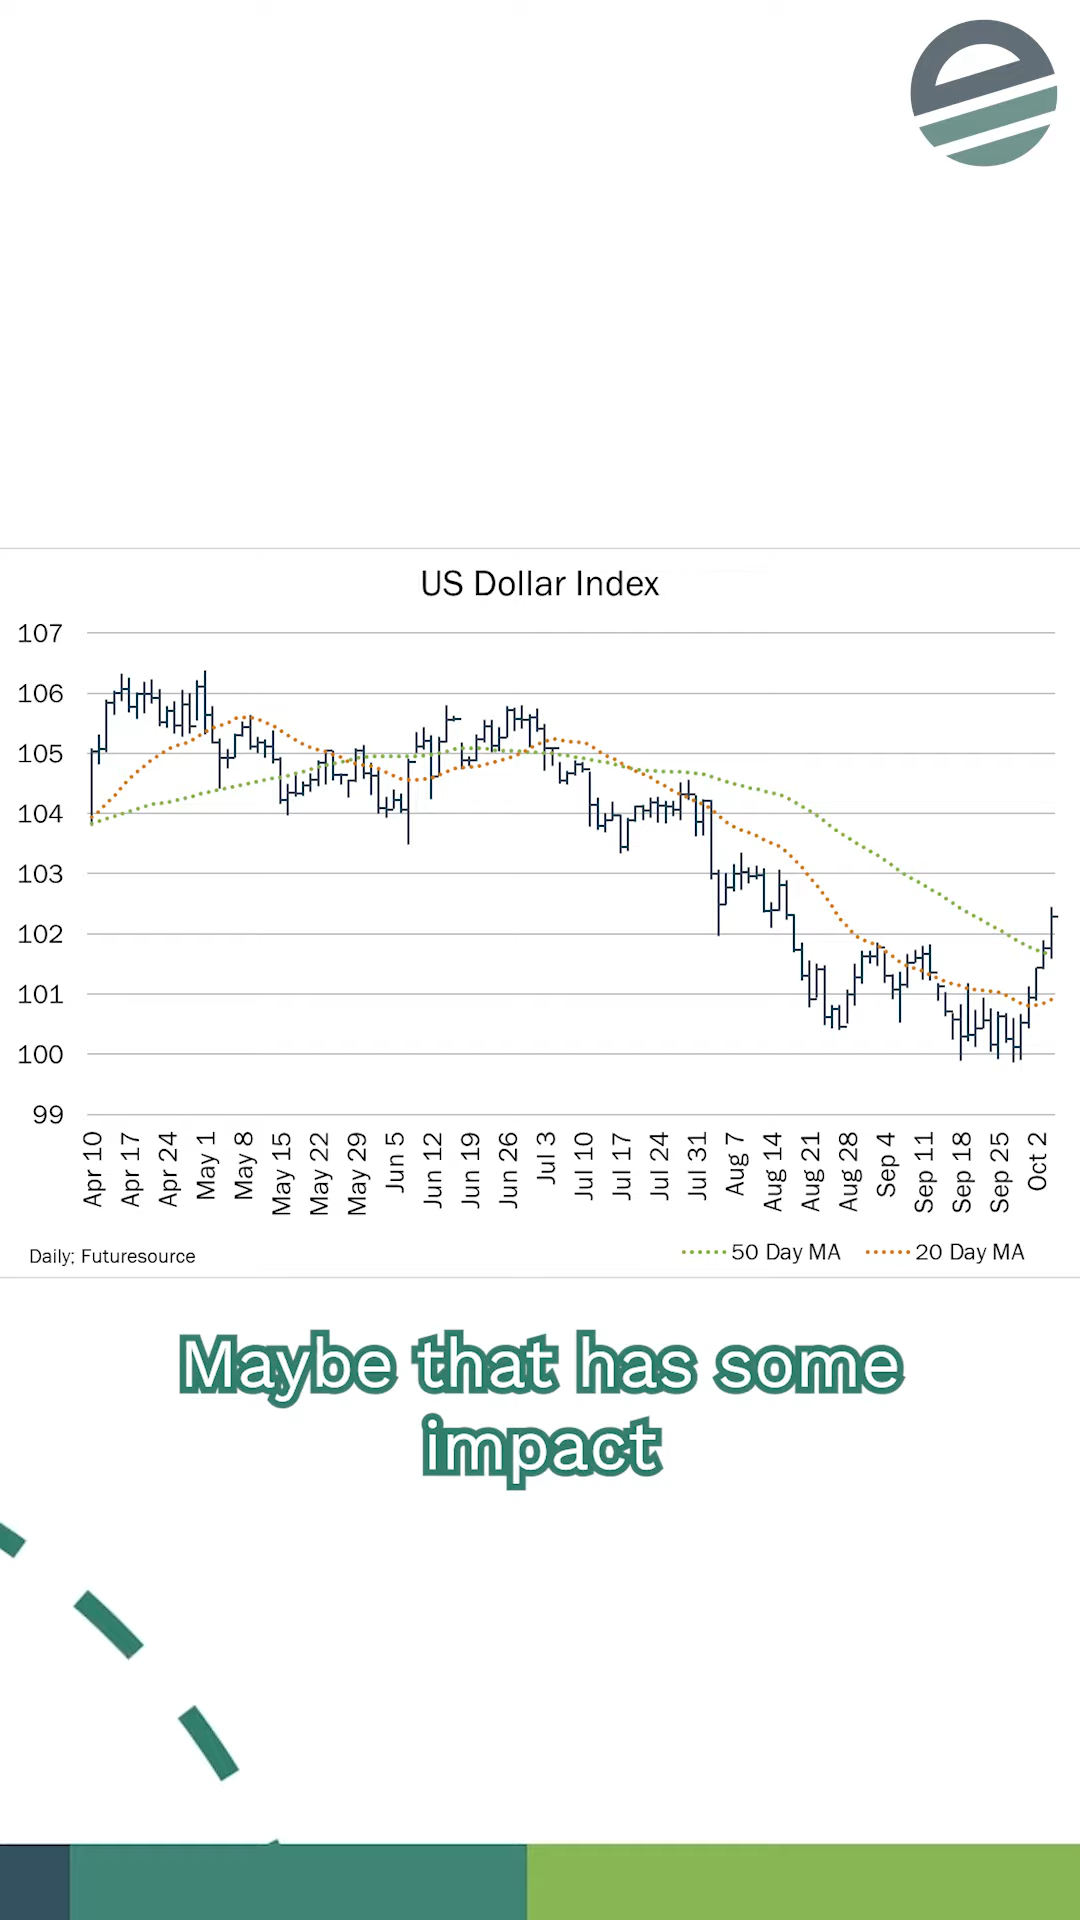 US Dollar Index
107
106
105
104
103
102
101
100
99
Apr 10
Apr 17
Apr 24
May 1
May 8
May 15
May 22
May 29
Jun 5
Jun 12
Jun 19
Jun 26
Jul 3
Jul 10
Jul 17
Jul 24
Jul 31
Aug 7
Aug 14
Aug 21
Aug 28
Sep 4
Sep 11
Sep 18
Sep 25
Oct 2
Daily; Futuresource
50 Day MA
20 Day MA
Maybe that has some
impact